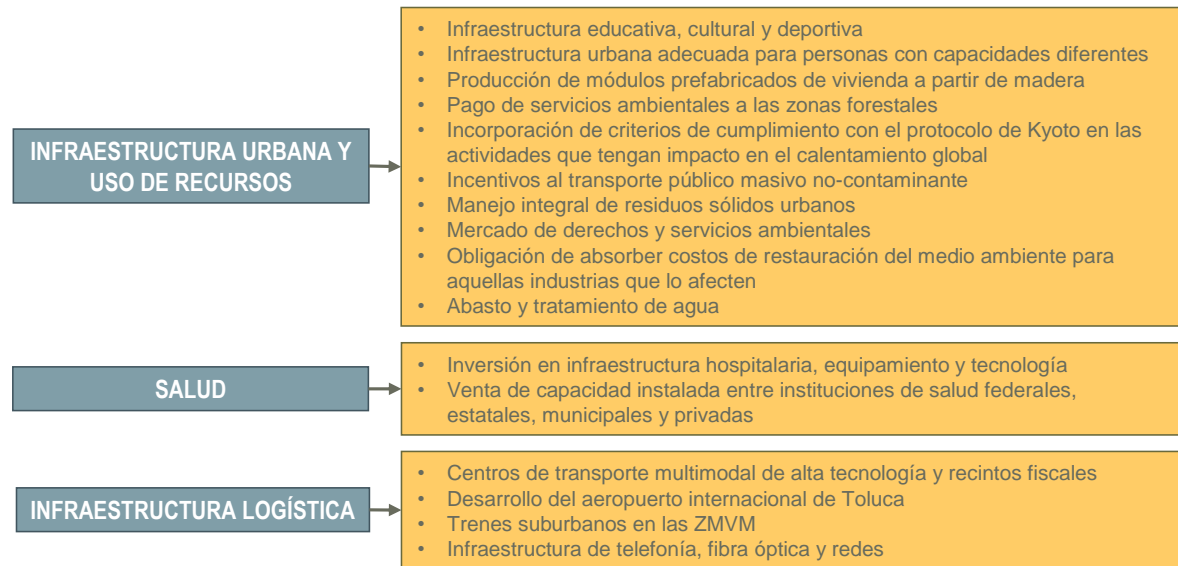 INFRAESTRUCTURA URBANA Y
USO DE RECURSOS
• Infraestructura educativa, cultural y deportiva
• Infraestructura urbana adecuada para personas con capacidades diferentes
• Producción de módulos prefabricados de vivienda a partir de madera
• Pago de servicios ambientales a las zonas forestales
• Incorporación de criterios de cumplimiento con el protocolo de Kyoto en las
actividades que tengan impacto en el calentamiento global
• Incentivos al transporte público masivo no-contaminante
• Manejo integral de residuos sólidos urbanos
• Mercado de derechos y servicios ambientales
• Obligación de absorber costos de restauración del medio ambiente para
aquellas industrias que lo afecten
• Abasto y tratamiento de agua
SALUD
• Inversión en infraestructura hospitalaria, equipamiento y tecnología
• Venta de capacidad instalada entre instituciones de salud federales,
estatales, municipales y privadas
INFRAESTRUCTURA LOGÍSTICA
• Centros de transporte multimodal de alta tecnología y recintos fiscales
• Desarrollo del aeropuerto internacional de Toluca
• Trenes suburbanos en las ZMVM
• Infraestructura de telefonía, fibra óptica y redes